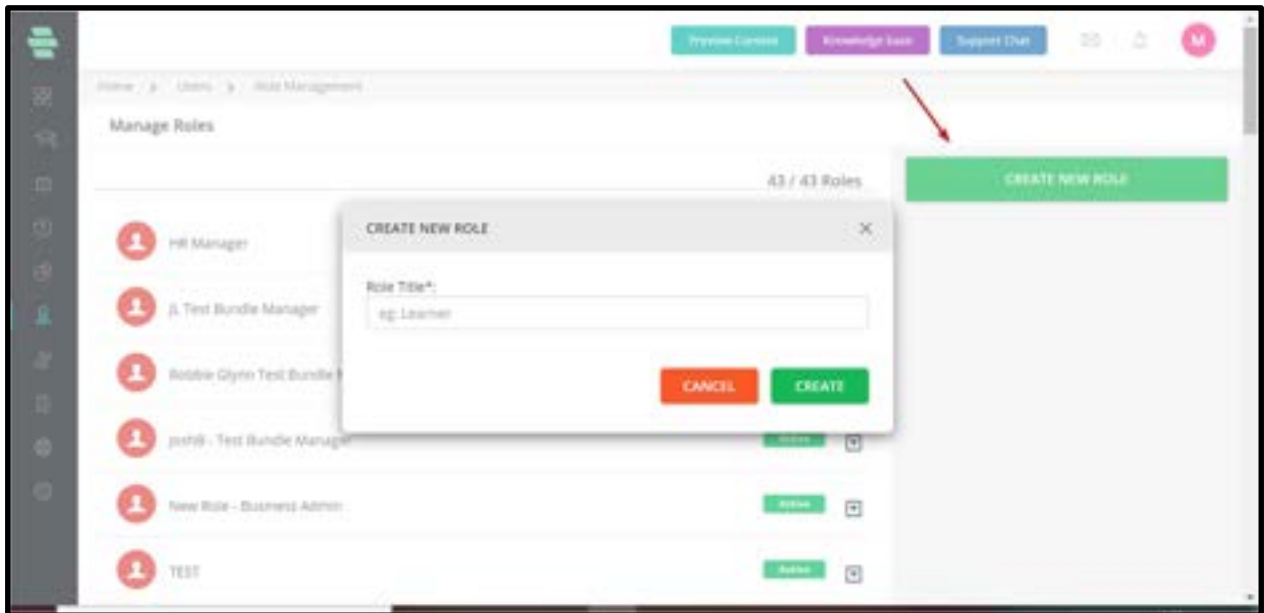 Preview Content Knowledge base Support Chat M
Home > Users > Role Management
Manage Roles
43 / 43 Roles
CREATE NEW ROLE
CREATE NEW ROLE ×
HR Manager
Role Title*:
eg: Learner
JL Test Bundle Manager
Robbie Glynn Test Bundle
CANCEL CREATE
JoshB - Test Bundle Manager Active
New Role - Business Admin Active
TEST Active